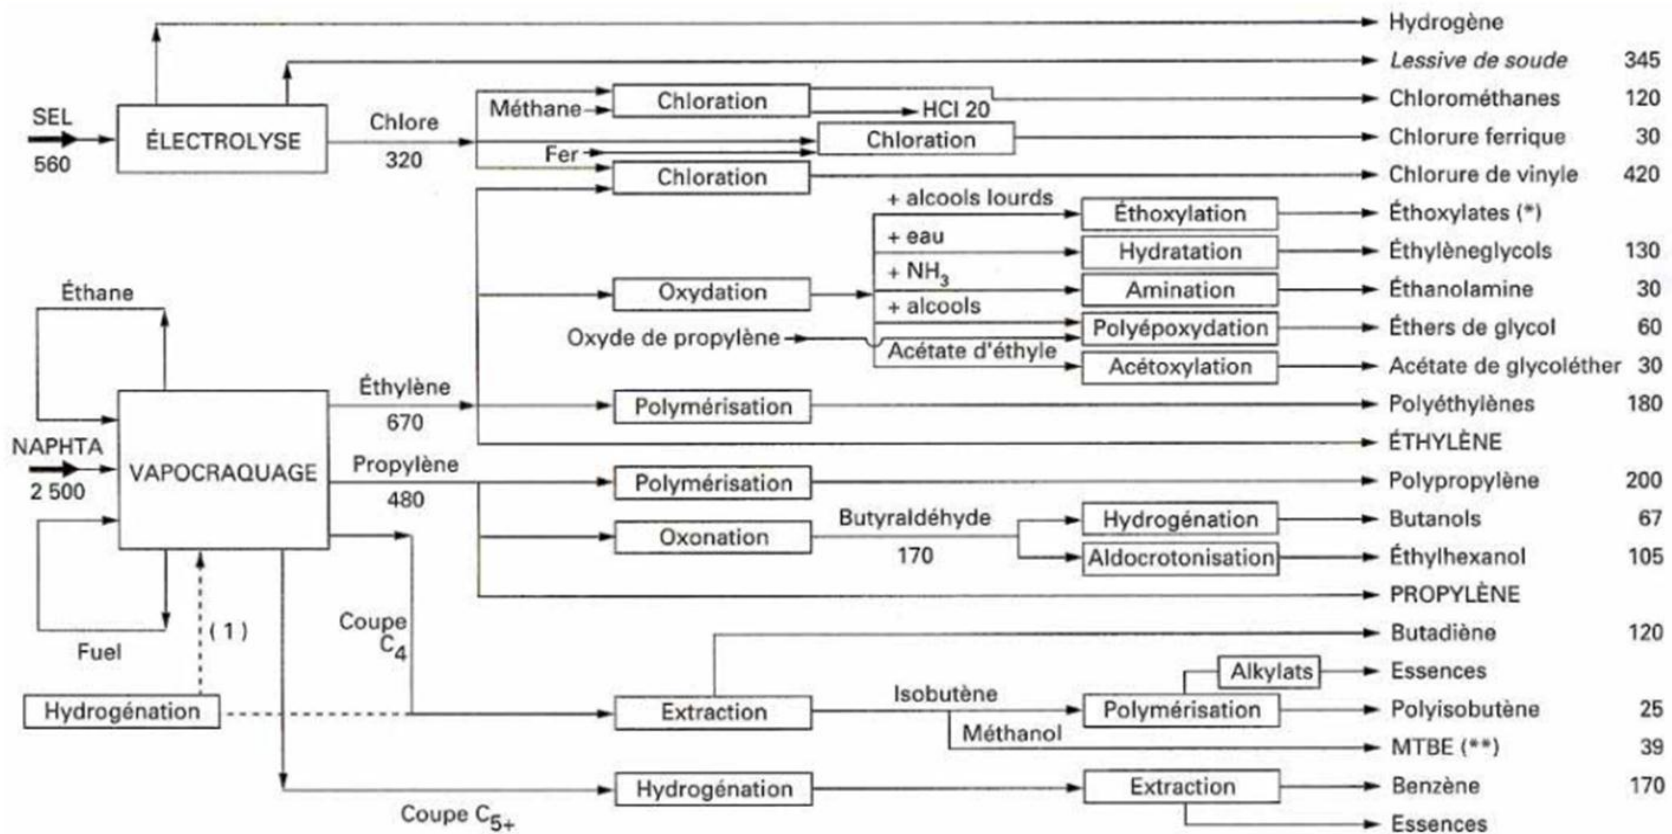 Hydrogène
Lessive de soude 345
SEL
560
ÉLECTROLYSE
Chlore
320
Méthane
Chloration
HCl 20
Chlorométhanes 120
Fer
Chloration
Chlorure ferrique 30
Chloration
Chlorure de vinyle 420
+ alcools lourds
Éthoxylation
Éthoxylates (*)
+ eau
Hydratation
Éthylèneglycols 130
+ NH3
Oxydation
Amination
Éthanolamine 30
+ alcools
Oxyde de propylène
Polyépoxydation
Éthers de glycol 60
Acétate d'éthyle
Acétoxylation
Acétate de glycoléther 30
Éthane
Éthylène
670
Polymérisation
Polyéthylènes 180
ÉTHYLÈNE
NAPHTA
2 500
VAPOCRAQUAGE
Propylène
480
Polymérisation
Polypropylène 200
Oxonation
Butyraldéhyde
170
Hydrogénation
Butanols 67
Aldocrotonisation
Éthylhexanol 105
PROPYLÈNE
Fuel
(1)
Coupe
C4
Butadiène 120
Hydrogénation
Extraction
Isobutène
Alkylats
Essences
Polymérisation
Polyisobutène 25
Méthanol
MTBE (**) 39
Coupe C5+
Hydrogénation
Extraction
Benzène 170
Essences